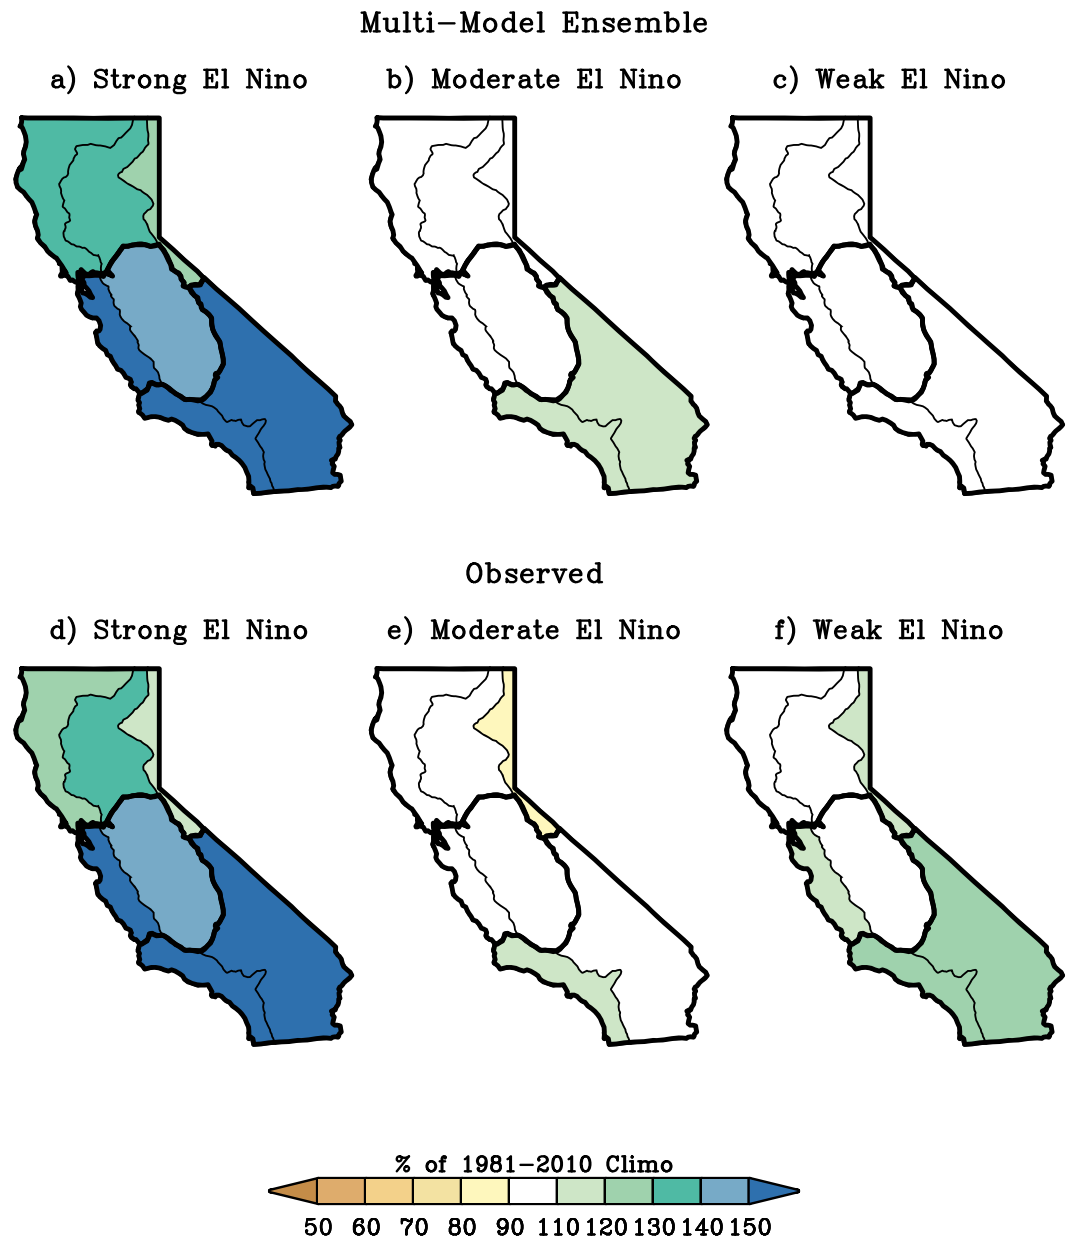 Multi-Model Ensemble
a) Strong El Nino
b) Moderate El Nino
c) Weak El Nino
Observed
d) Strong El Nino
e) Moderate El Nino
f) Weak El Nino
% of 1981-2010 Climo
50 60 70 80 90 110 120 130 140 150